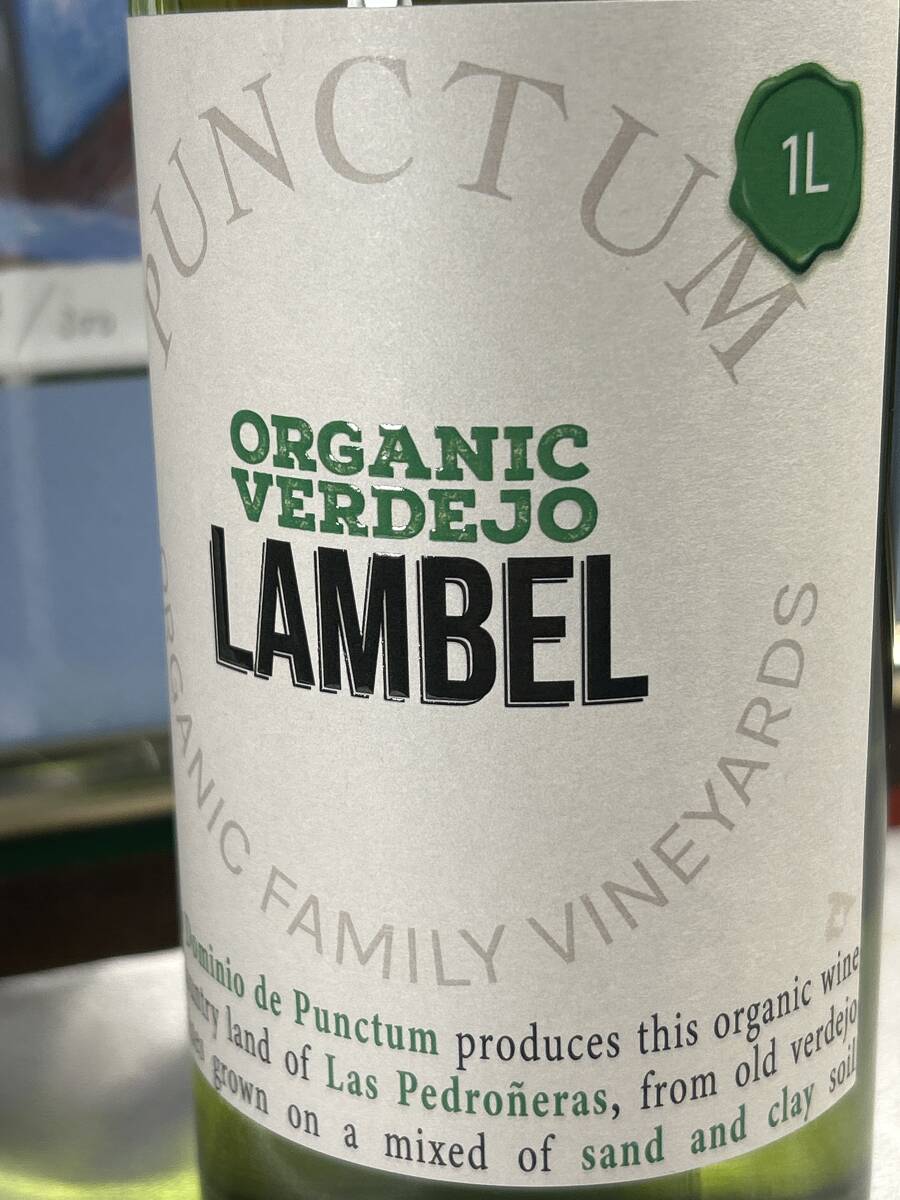 PUNCTUM
1L
ORGANIC
VERDEJO
LAMBEL
ORGANIC FAMILY VINEYARDS
Dominio de Punctum produces this organic wine
land of Las Pedroñeras, from old verdejo
grown on a mixed of sand and clay soil